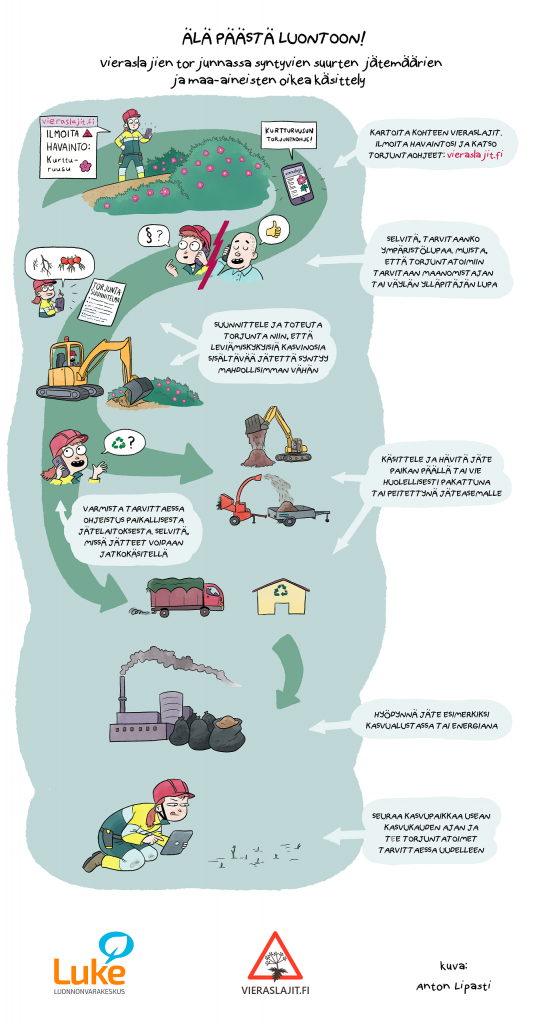 ÄLÄ PÄÄSTÄ LUONTOON!
vieraslajien torjunnassa syntyvien suurten jätemäärien
ja maa-aineisten oikea käsittely
vieraslajit.fi
ILMOITA
HAVAINTO:
Kurttu-
ruusu
KURTTURUUSUN
TORJUNTAOHJE!
vieraslajit
KARTOITA KOHTEEN VIERASLAJIT.
ILMOITA HAVAINTOSI JA KATSO
TORJUNTAOHJEET: vieraslajit.fi
§ ?
SELVITÄ, TARVITAANKO
YMPÄRISTÖLUPAA. MUISTA,
ETTÄ TORJUNTATOIMIIN
TARVITAAN MAANOMISTAJAN
TAI VÄYLÄN YLLÄPITÄJÄN LUPA
TORJUNTA-
SUUNNITELMA
SUUNNITTELE JA TOTEUTA
TORJUNTA NIIN, ETTÄ
LEVIÄMISKYKYISIÄ KASVINOSIA
SISÄLTÄVÄÄ JÄTETTÄ SYNTYY
MAHDOLLISIMMAN VÄHÄN
?
KÄSITTELE JA HÄVITÄ JÄTE
PAIKAN PÄÄLLÄ TAI VIE
HUOLELLISESTI PAKATTUNA
TAI PEITETTYNÄ JÄTEASEMALLE
VARMISTA TARVITTAESSA
OHJEISTUS PAIKALLISESTA
JÄTELAITOKSESTA. SELVITÄ,
MISSÄ JÄTTEET VOIDAAN
JATKOKÄSITELLÄ
HYÖDYNNÄ JÄTE ESIMERKIKSI
KASVUALUSTASSA TAI ENERGIANA
SEURAA KASVUPAIKKAA USEAN
KASVUKAUDEN AJAN JA
TEE TORJUNTATOIMET
TARVITTAESSA UUDELLEEN
Luke
LUONNONVARAKESKUS
VIERASLAJIT.FI
kuva:
Anton Lipasti